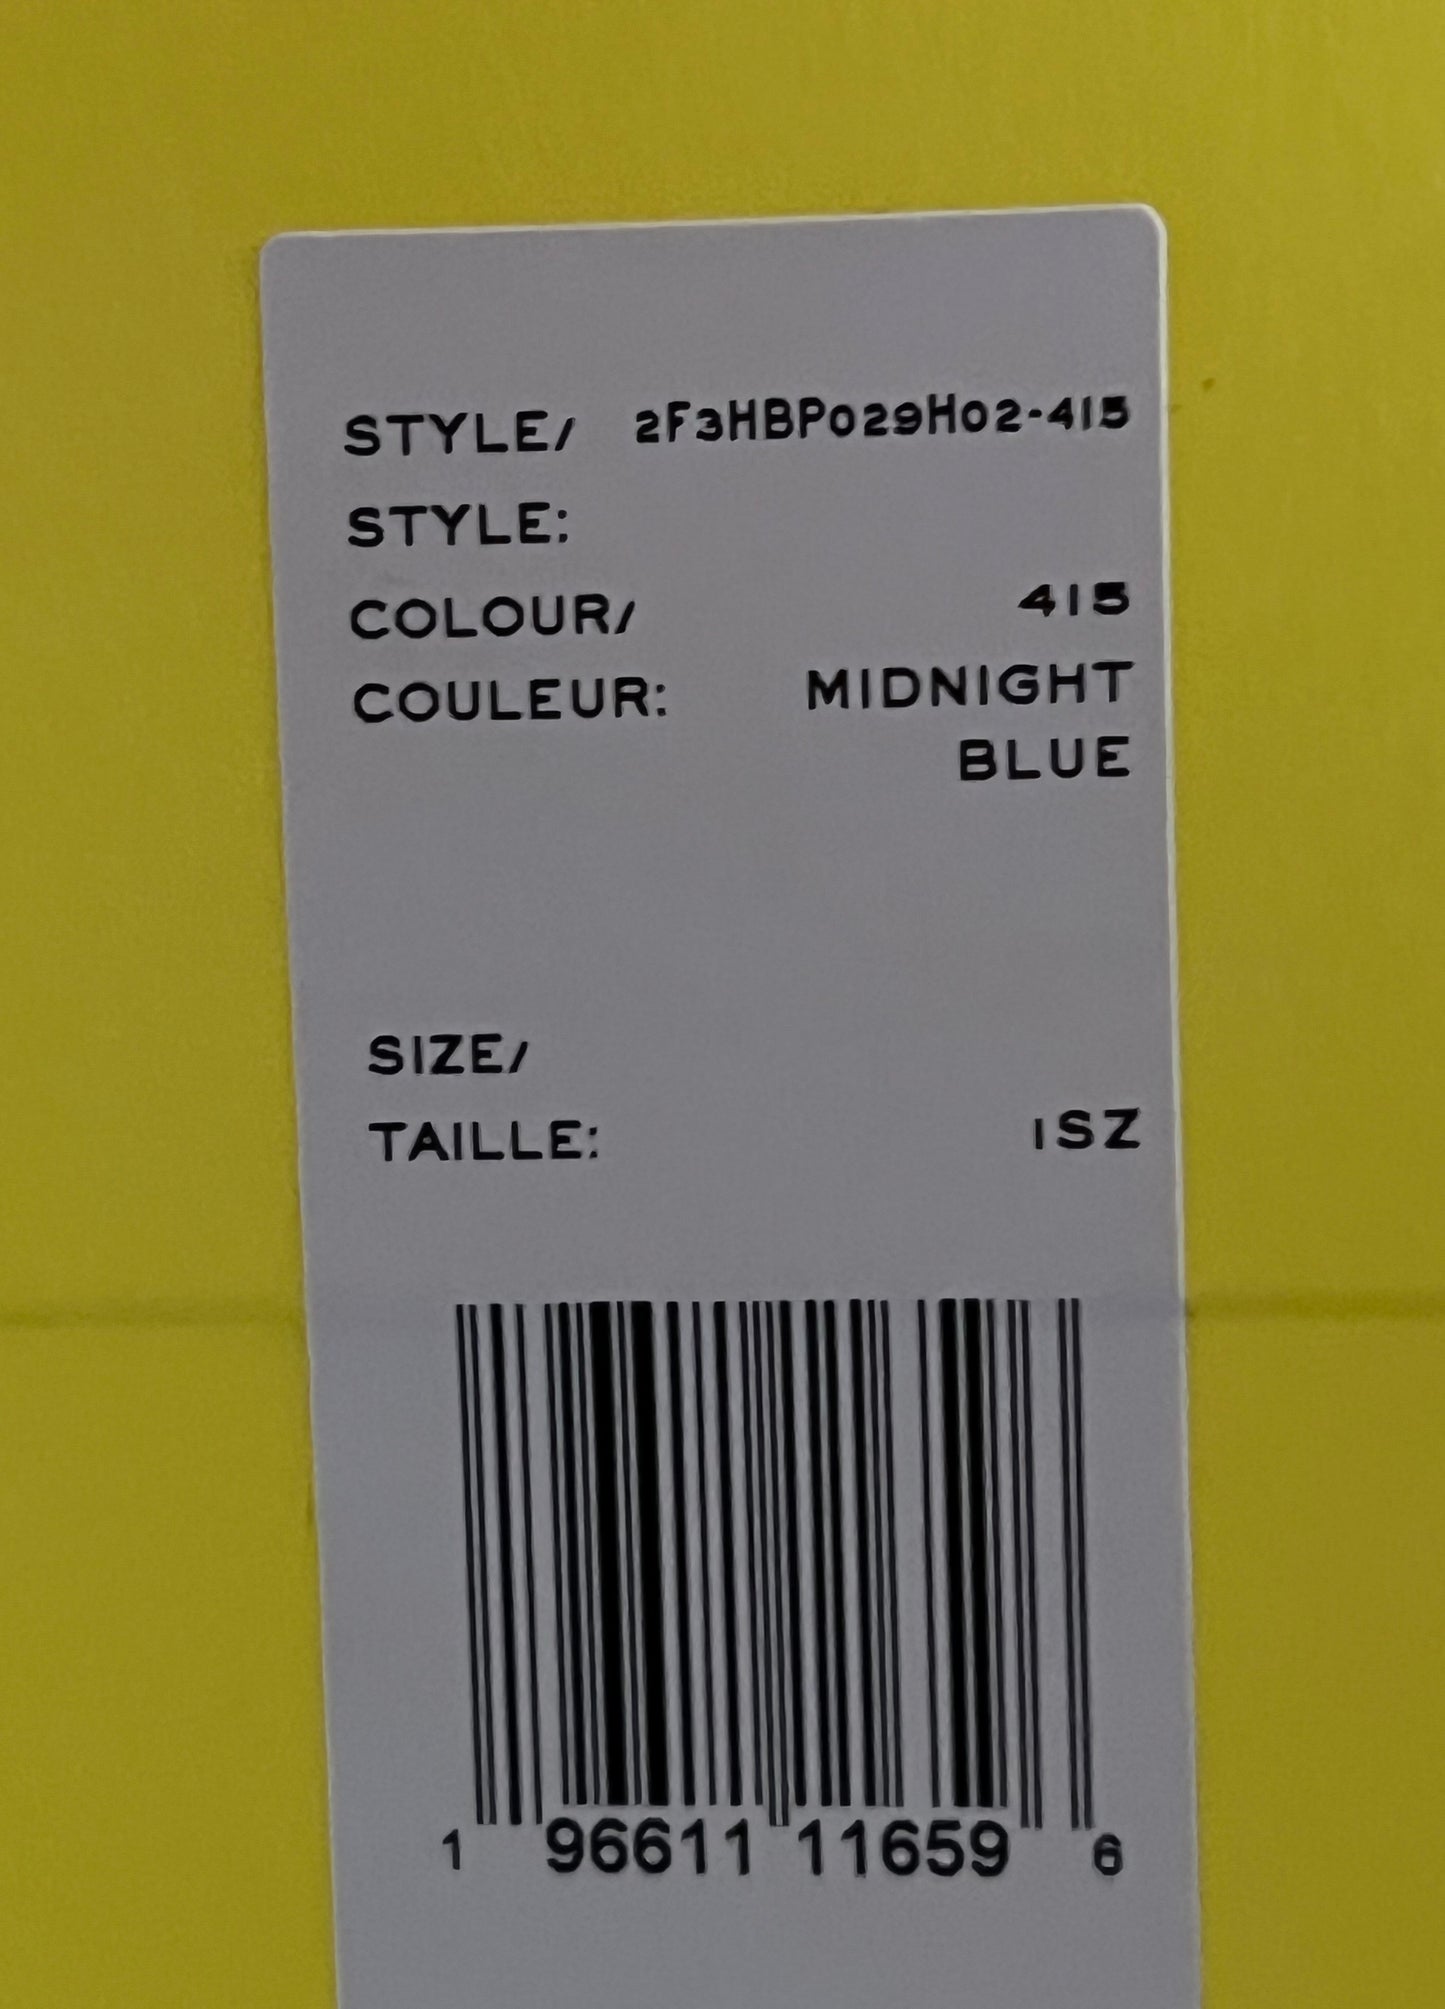 STYLE/ 2F3HBP029H02-415
STYLE:
COLOUR/ 415
COULEUR: MIDNIGHT
BLUE
SIZE/
TAILLE: 1SZ
1 96611 11659 6